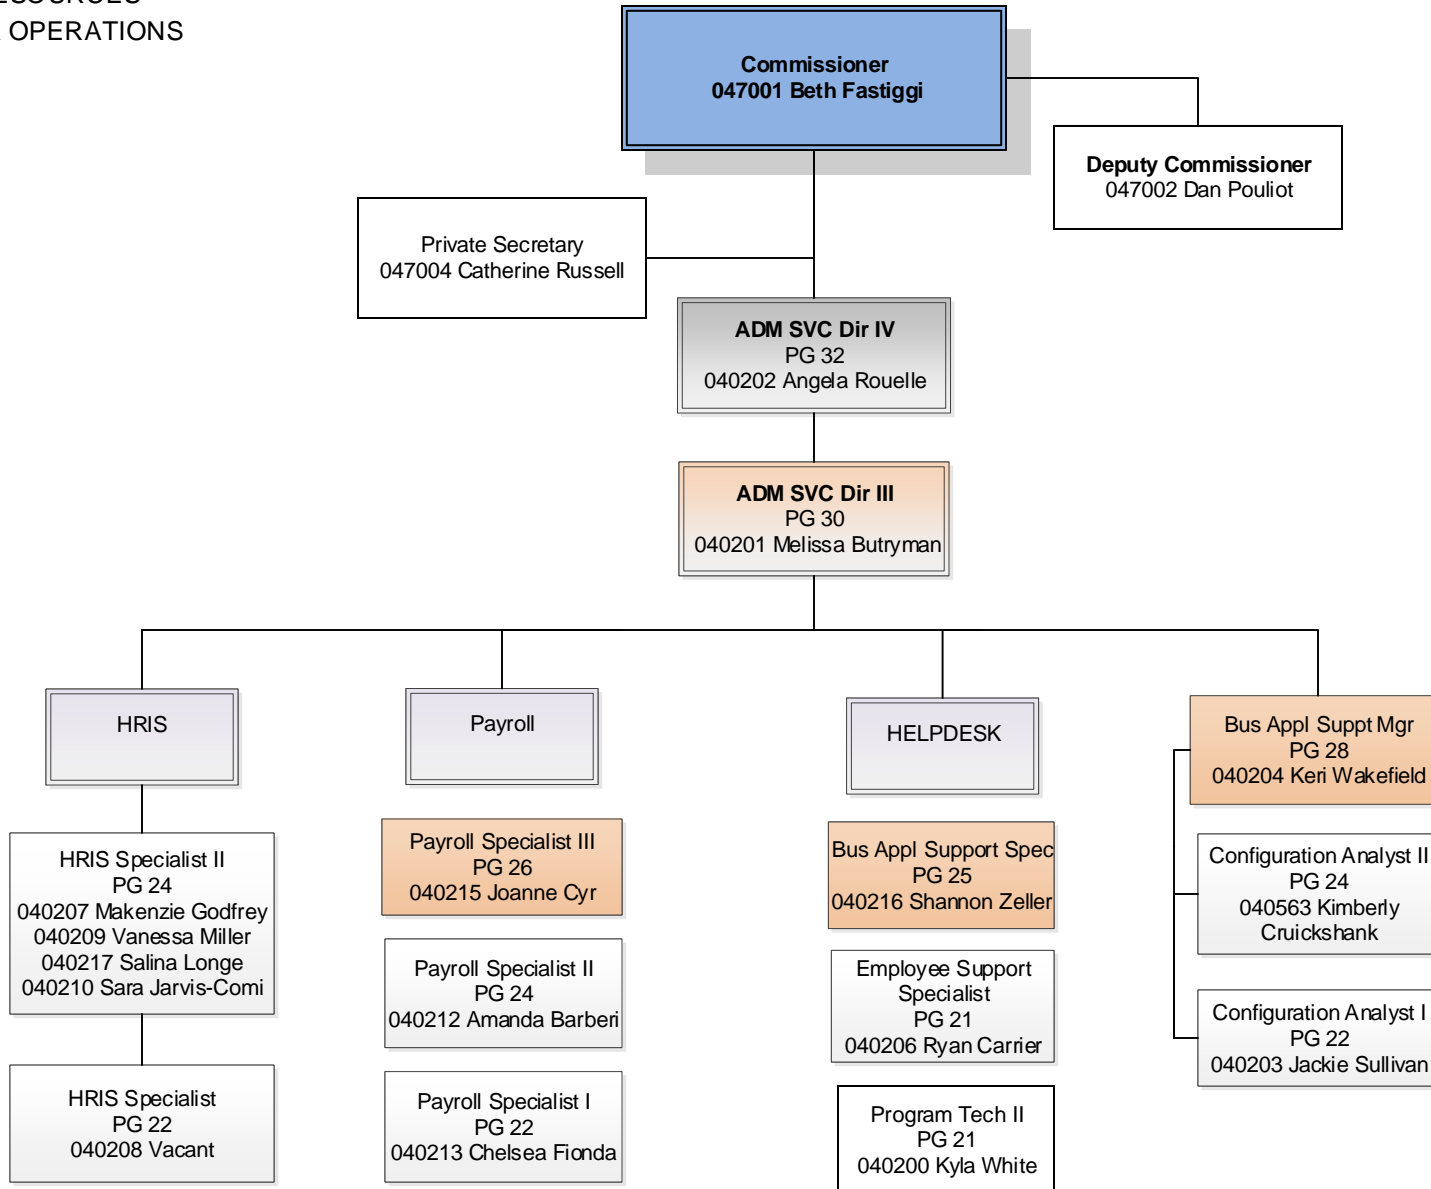 & OPERATIONS
Commissioner
047001 Beth Fastiggi
Deputy Commissioner
047002 Dan Pouliot
Private Secretary
047004 Catherine Russell
ADM SVC Dir IV
PG 32
040202 Angela Rouelle
ADM SVC Dir III
PG 30
040201 Melissa Butryman
HRIS
HRIS Specialist II
PG 24
040207 Makenzie Godfrey
040209 Vanessa Miller
040217 Salina Longe
040210 Sara Jarvis-Comi
HRIS Specialist
PG 22
040208 Vacant
Payroll
Payroll Specialist III
PG 26
040215 Joanne Cyr
Payroll Specialist II
PG 24
040212 Amanda Barberi
Payroll Specialist I
PG 22
040213 Chelsea Fionda
HELPDESK
Bus Appl Support Spec
PG 25
040216 Shannon Zeller
Employee Support
Specialist
PG 21
040206 Ryan Carrier
Program Tech II
PG 21
040200 Kyla White
Bus Appl Suppt Mgr
PG 28
040204 Keri Wakefield
Configuration Analyst II
PG 24
040563 Kimberly
Cruickshank
Configuration Analyst I
PG 22
040203 Jackie Sullivan